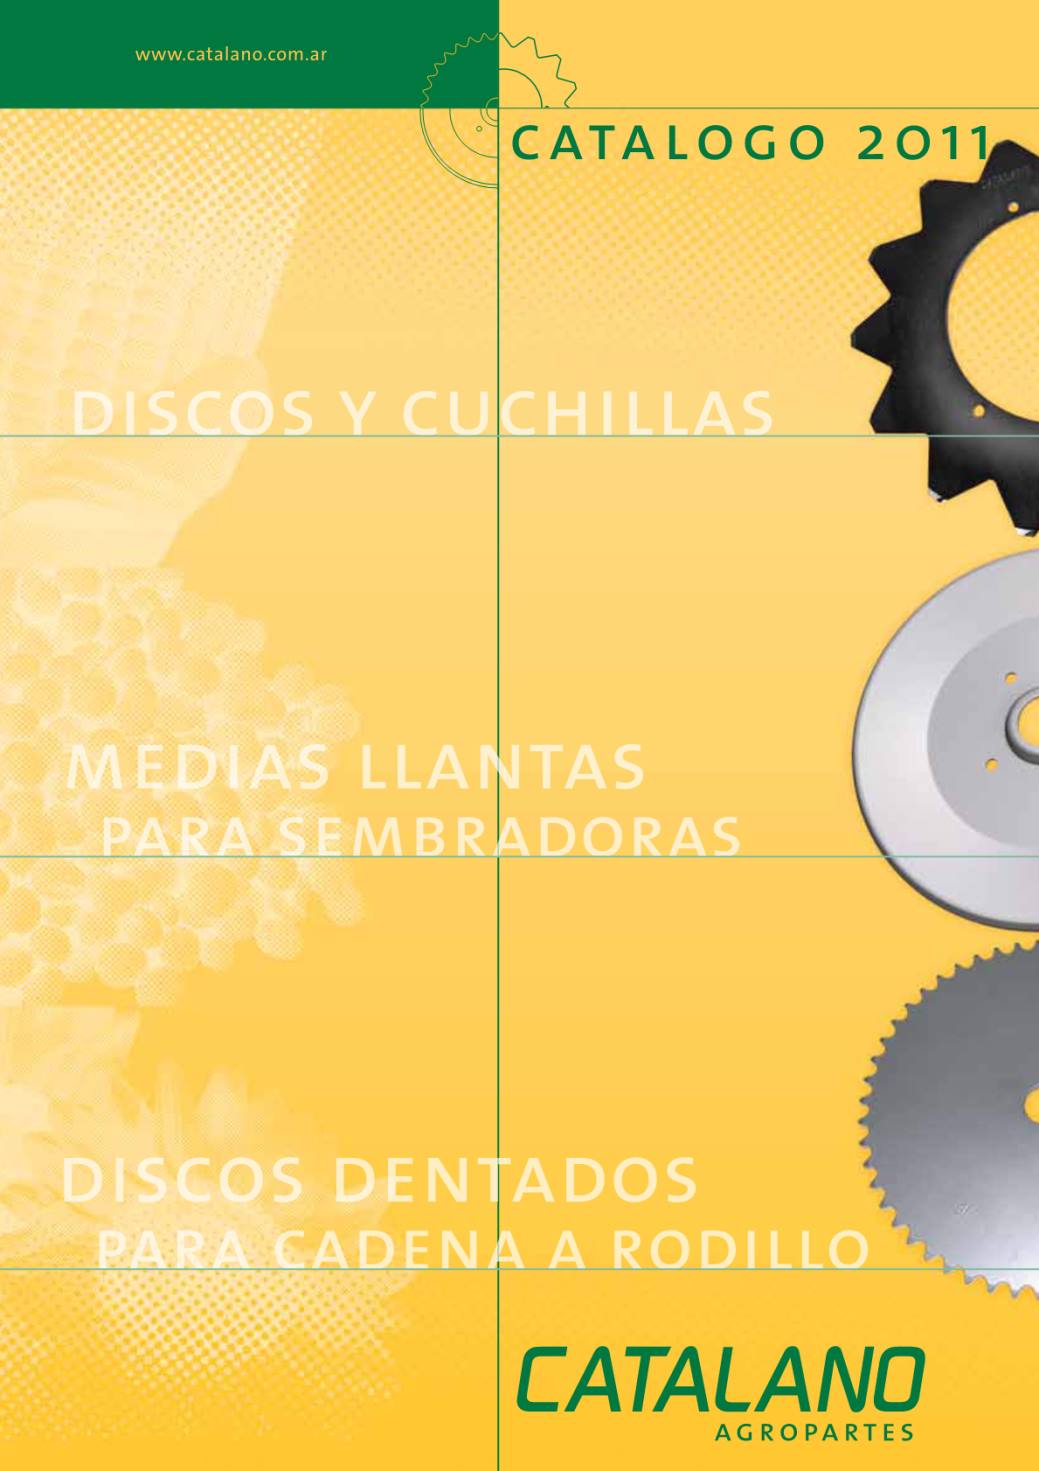 www.catalano.com.ar
CATALOGO 2011
DISCOS Y CUCHILLAS
MEDIAS LLANTAS
PARA SEMBRADORAS
DISCOS DENTADOS
PARA CADENA A RODILLO
CATALANO
AGROPARTES